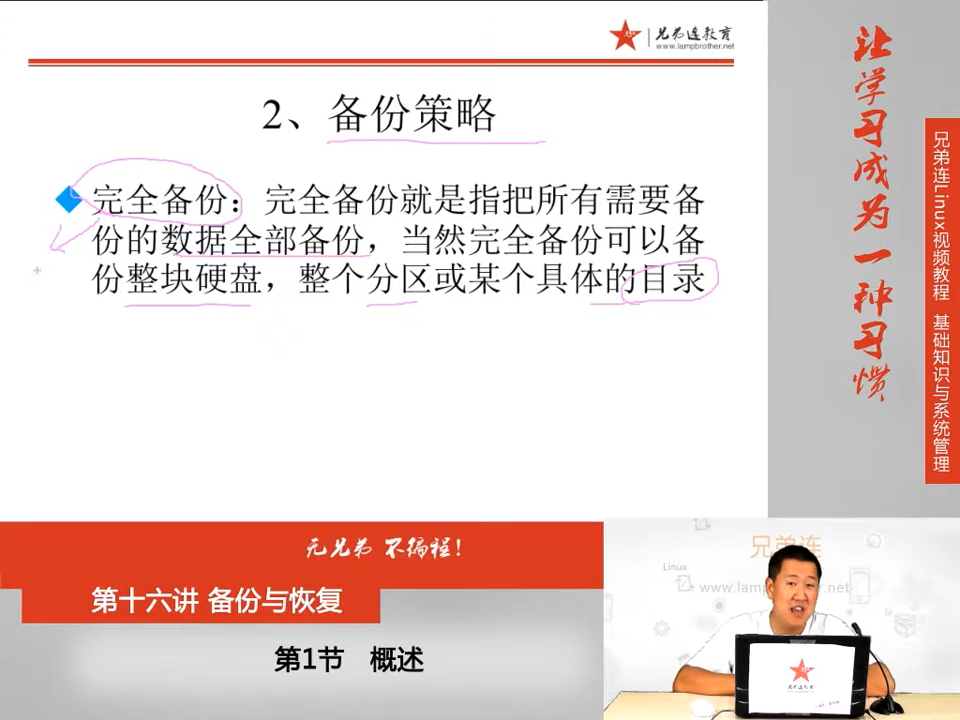 兄弟连教育
www.lampbrother.net
2、备份策略
完全备份：完全备份就是指把所有需要备
份的数据全部备份，当然完全备份可以备
份整块硬盘，整个分区或某个具体的目录
让学习成为一种习惯
兄弟连Linux视频教程 基础知识与系统管理
无兄弟 不编程！
第十六讲 备份与恢复
第1节 概述
兄弟连
Linux
兄弟连教育